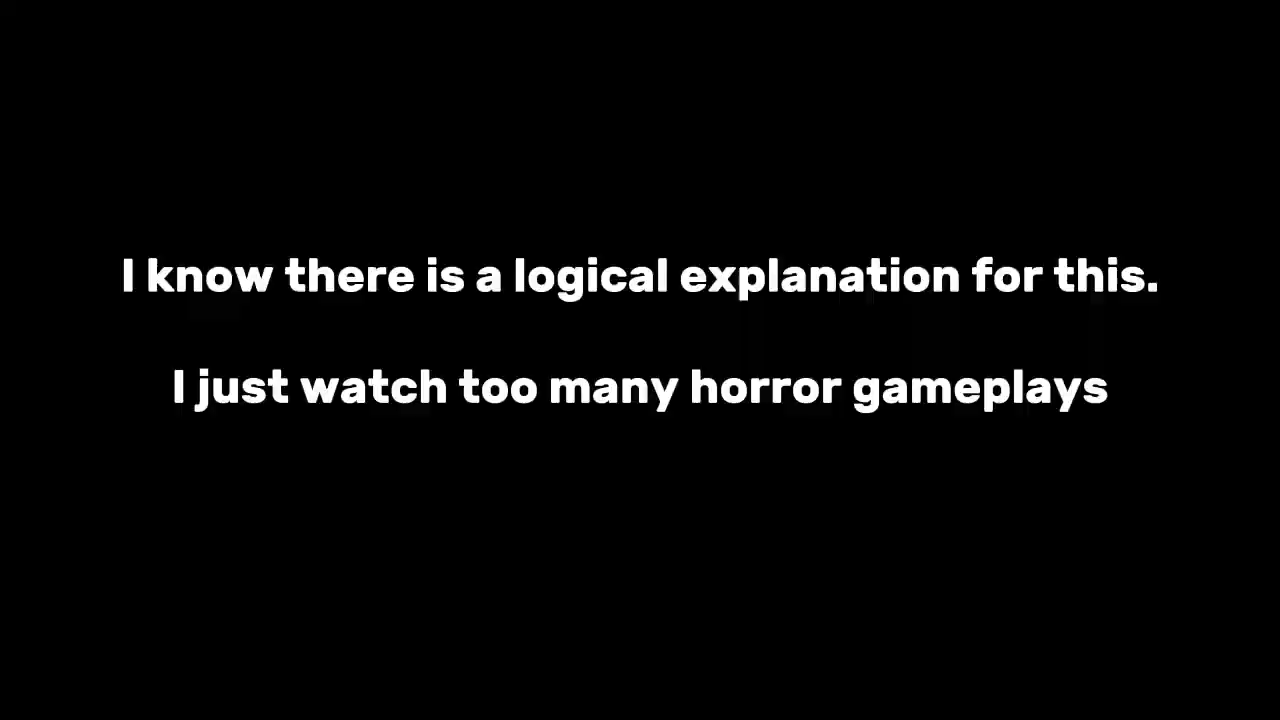 I know there is a logical explanation for this.
I just watch too many horror gameplays